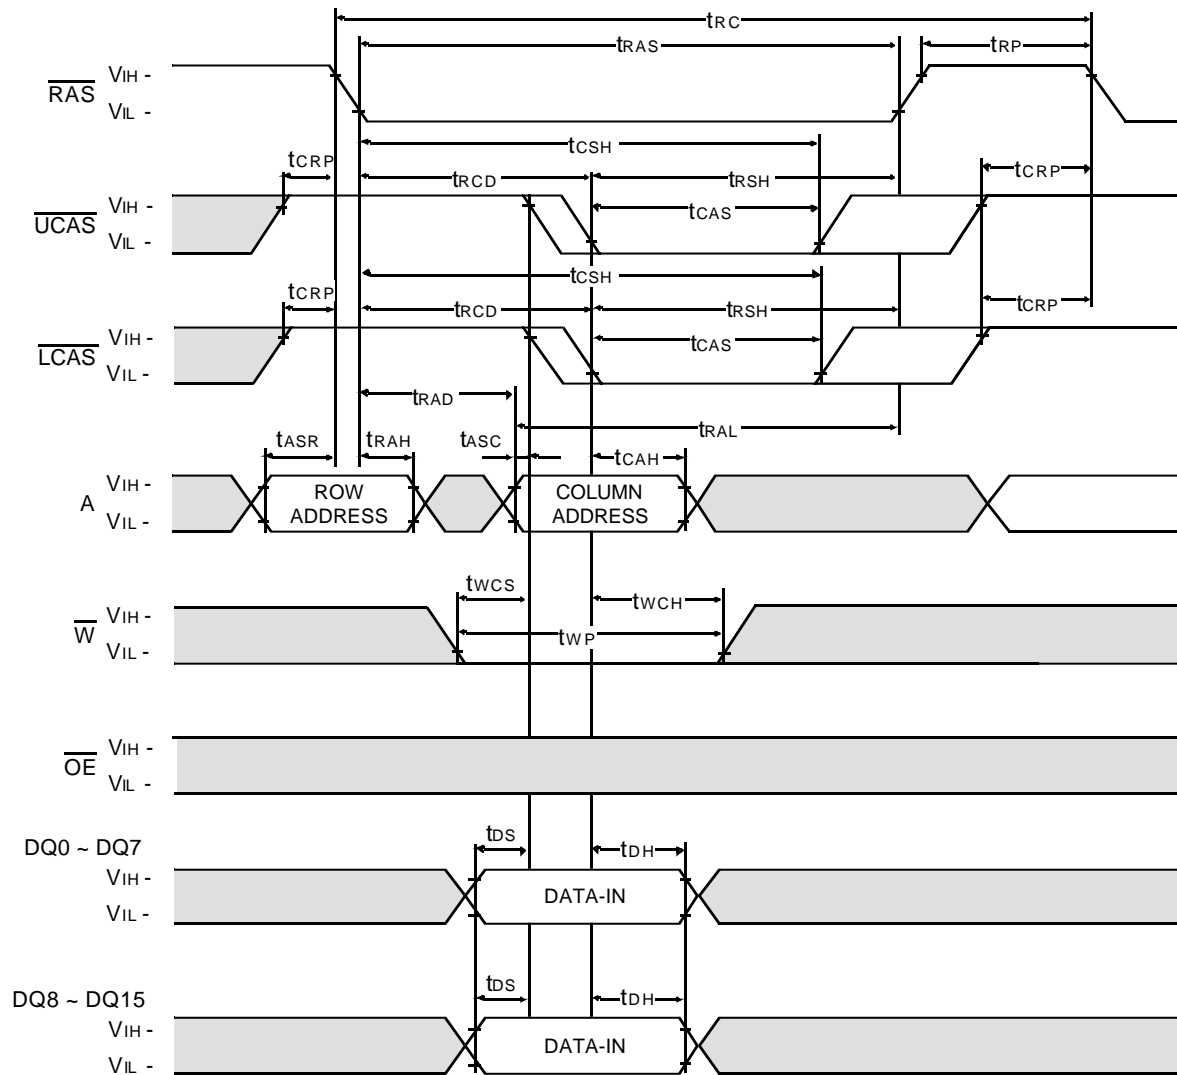 tRC
tRAS
tRP
RAS
VIH -
VIL -
tCSH
tCRP
tRCD
tRSH
tCRP
UCAS
VIH -
VIL -
tCAS
tCSH
tCRP
tRCD
tRSH
tCRP
LCAS
VIH -
VIL -
tCAS
tRAD
tRAL
tASR
tRAH
tASC
tCAH
A
VIH -
VIL -
ROW
ADDRESS
COLUMN
ADDRESS
tWCS
tWCH
W
VIH -
VIL -
tWP
OE
VIH -
VIL -
tDS
tDH
DQ0 ~ DQ7
VIH -
VIL -
DATA-IN
tDS
tDH
DQ8 ~ DQ15
VIH -
VIL -
DATA-IN